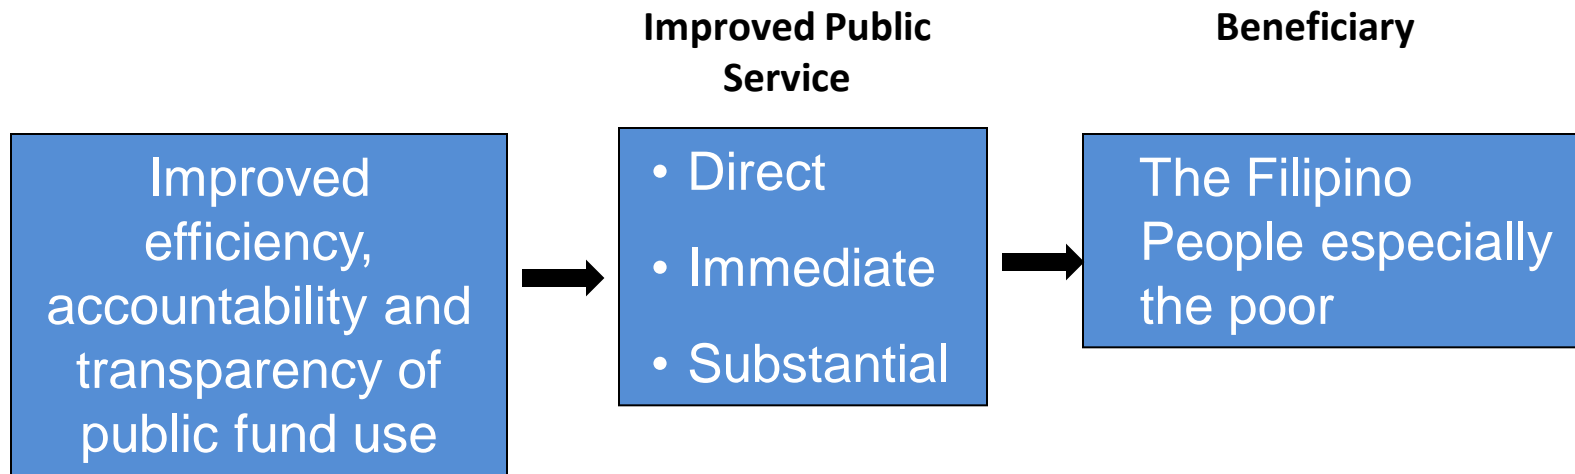 Improved Public
Service
Beneficiary
Improved
efficiency,
accountability and
transparency of
public fund use
• Direct
• Immediate
• Substantial
The Filipino
People especially
the poor